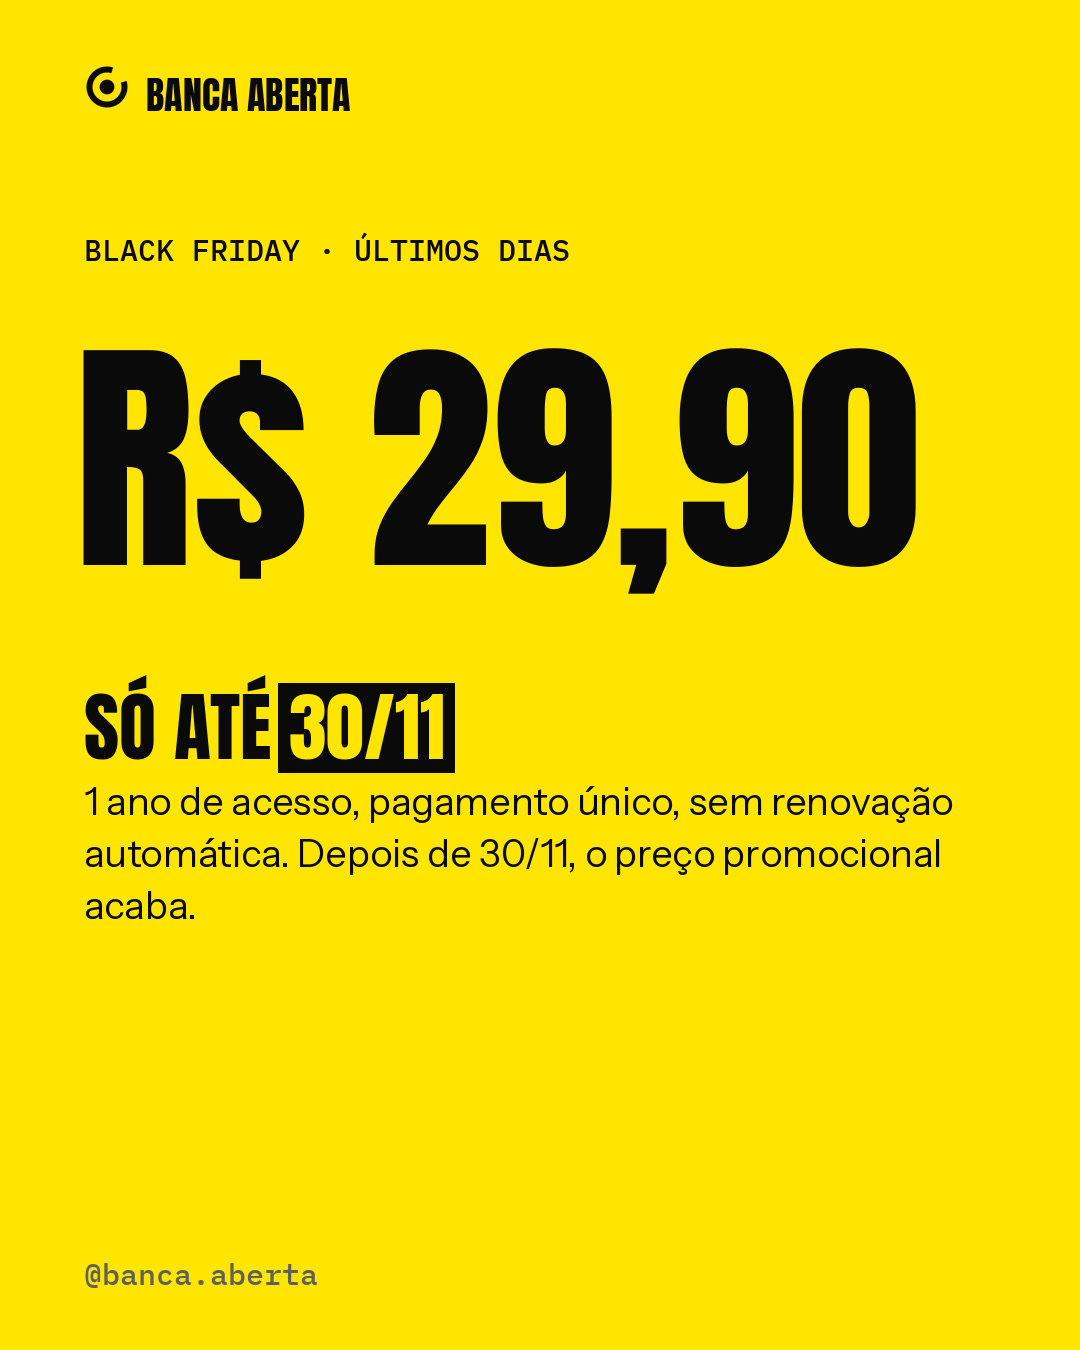 BANCA ABERTA
BLACK FRIDAY · ÚLTIMOS DIAS
R$ 29,90
SÓ ATÉ 30/11
1 ano de acesso, pagamento único, sem renovação
automática. Depois de 30/11, o preço promocional
acaba.
@banca.aberta